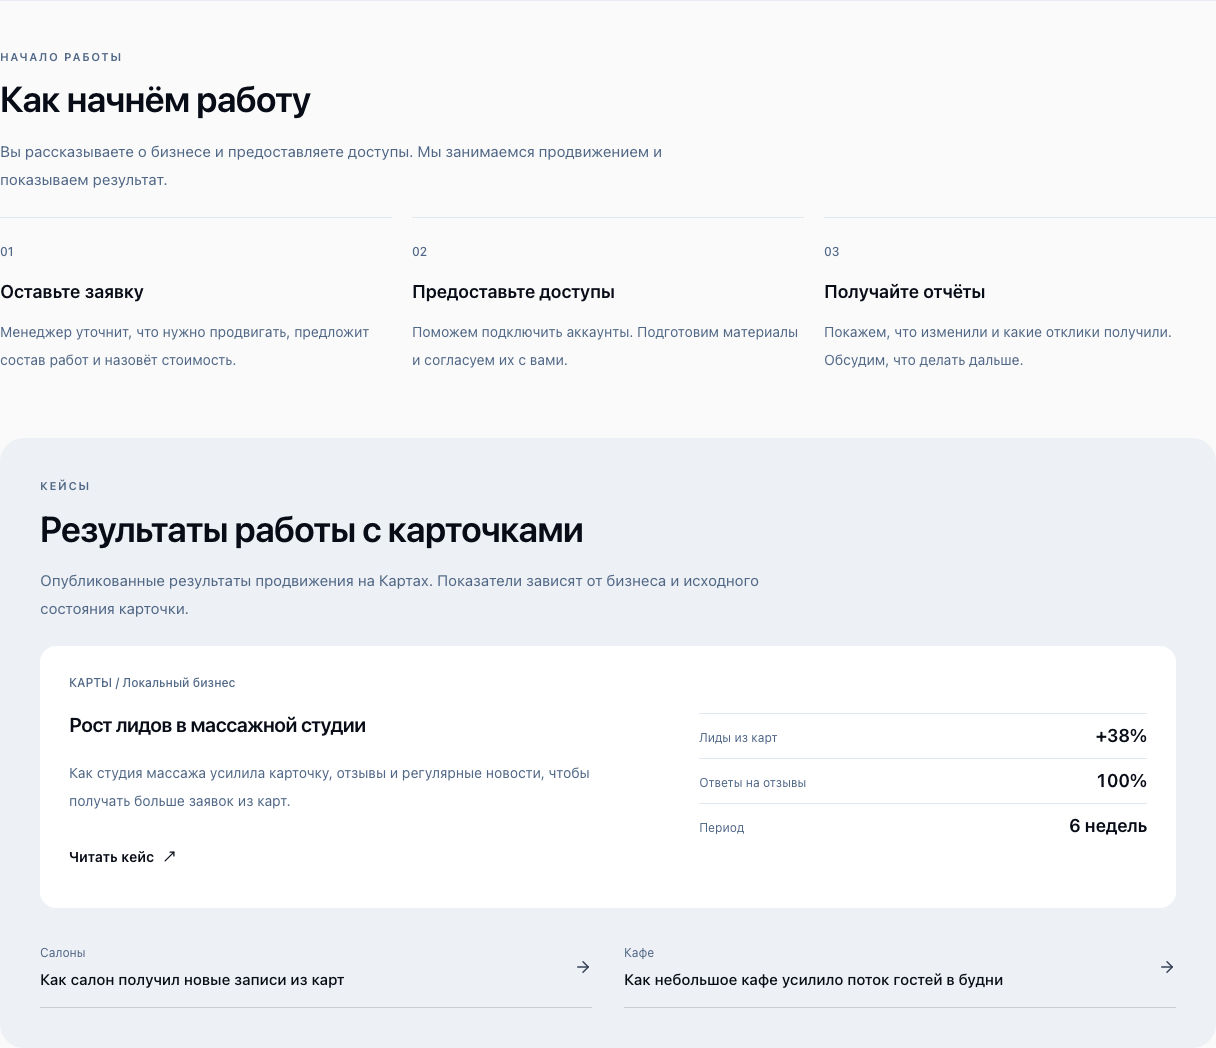 НАЧАЛО РАБОТЫ
Как начнём работу
Вы рассказываете о бизнесе и предоставляете доступы. Мы занимаемся продвижением и
показываем результат.
01
Оставьте заявку
Менеджер уточнит, что нужно продвигать, предложит
состав работ и назовёт стоимость.
02
Предоставьте доступы
Поможем подключить аккаунты. Подготовим материалы
и согласуем их с вами.
03
Получайте отчёты
Покажем, что изменили и какие отклики получили.
Обсудим, что делать дальше.
КЕЙСЫ
Результаты работы с карточками
Опубликованные результаты продвижения на Картах. Показатели зависят от бизнеса и исходного
состояния карточки.
КАРТЫ / Локальный бизнес
Рост лидов в массажной студии
Как студия массажа усилила карточку, отзывы и регулярные новости, чтобы
получать больше заявок из карт.
Читать кейс ↗
Лиды из карт +38%
Ответы на отзывы 100%
Период 6 недель
Салоны
Как салон получил новые записи из карт →
Кафе
Как небольшое кафе усилило поток гостей в будни →